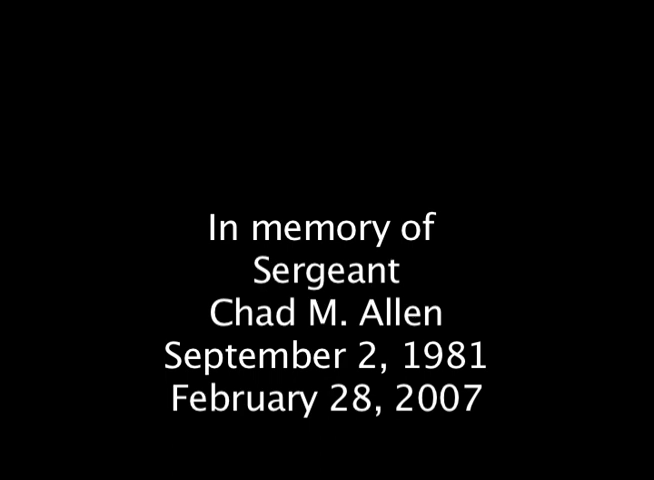 In memory of
Sergeant
Chad M. Allen
September 2, 1981
February 28, 2007